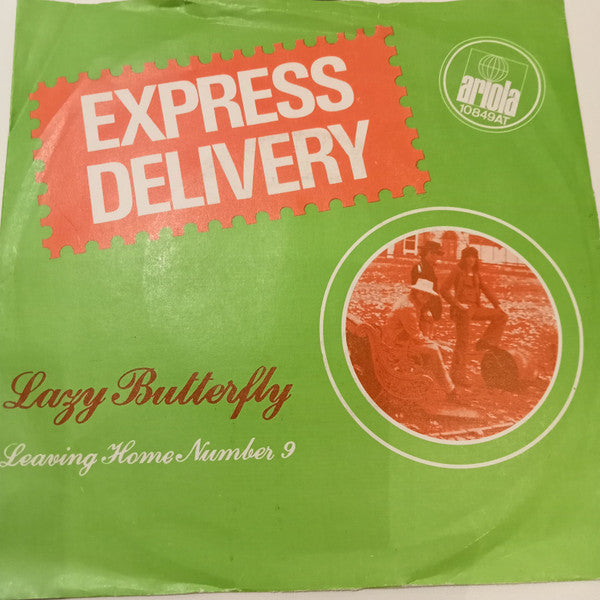 EXPRESS
DELIVERY
ariola
10849AT
Lazy Butterfly
Leaving Home Number 9